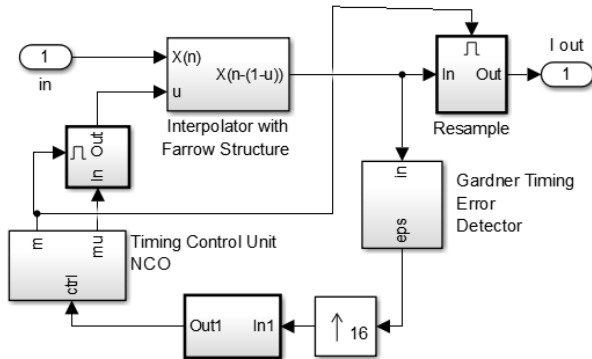 1
in
X(n)
u
X(n-(1-u))
Interpolator with
Farrow Structure
In
Out
Resample
I out
1
In
Out
in
eps
Gardner Timing
Error
Detector
m
mu
ctrl
Timing Control Unit
NCO
Out1
In1
16